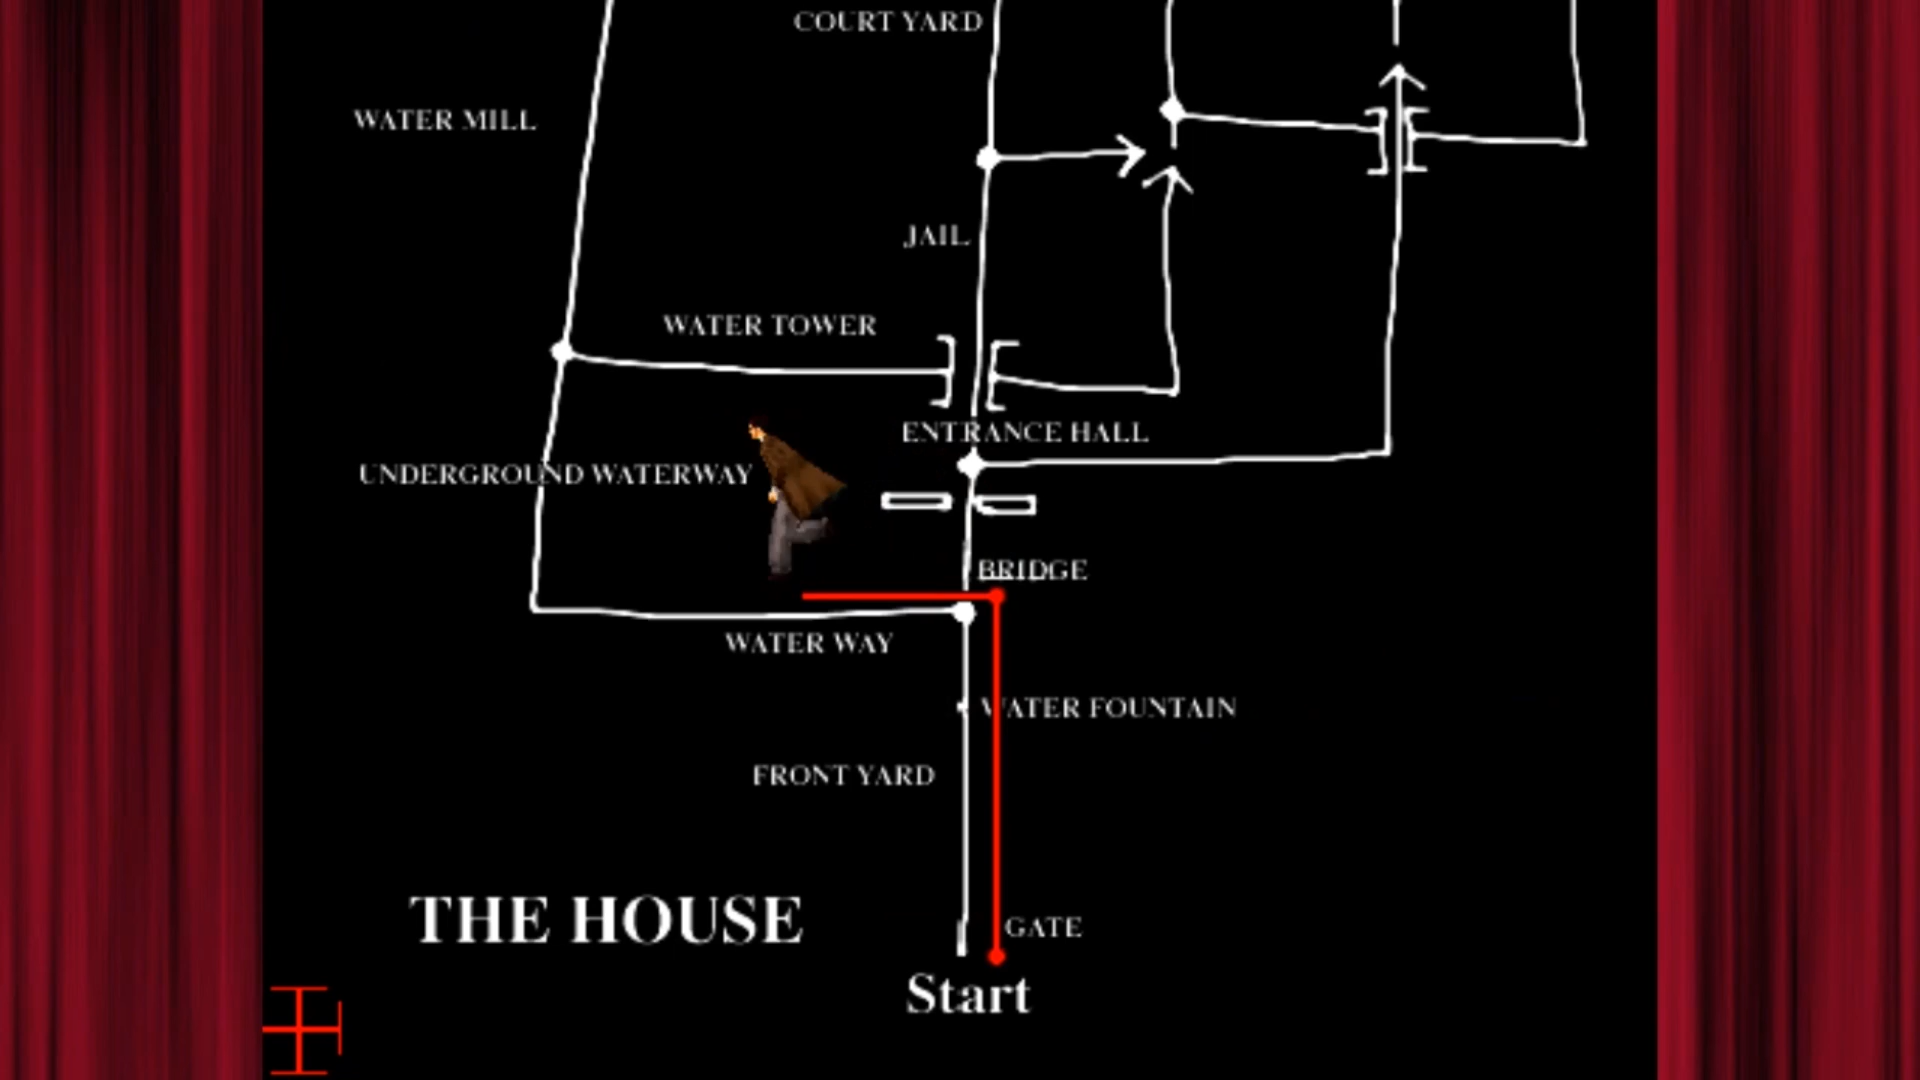 COURT YARD
WATER MILL
JAIL
WATER TOWER
ENTRANCE HALL
UNDERGROUND WATERWAY
BRIDGE
WATER WAY
WATER FOUNTAIN
FRONT YARD
THE HOUSE
GATE
Start